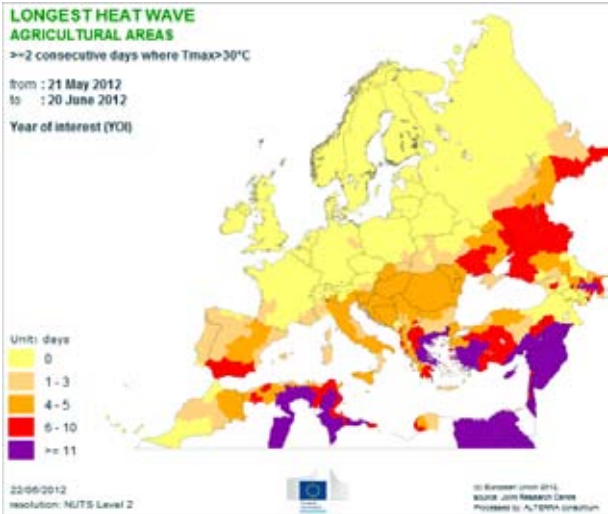 LONGEST HEAT WAVE
AGRICULTURAL AREAS
>=2 consecutive days where Tmax>30°C
from : 21 May 2012
to : 20 June 2012
Year of interest (YOI)
Unit: days
0
1 - 3
4 - 5
6 - 10
>= 11
22/06/2012
resolution: NUTS Level 2
(c) European Union 2012
source: Joint Research Centre
Processed by: ALTERRA consortium